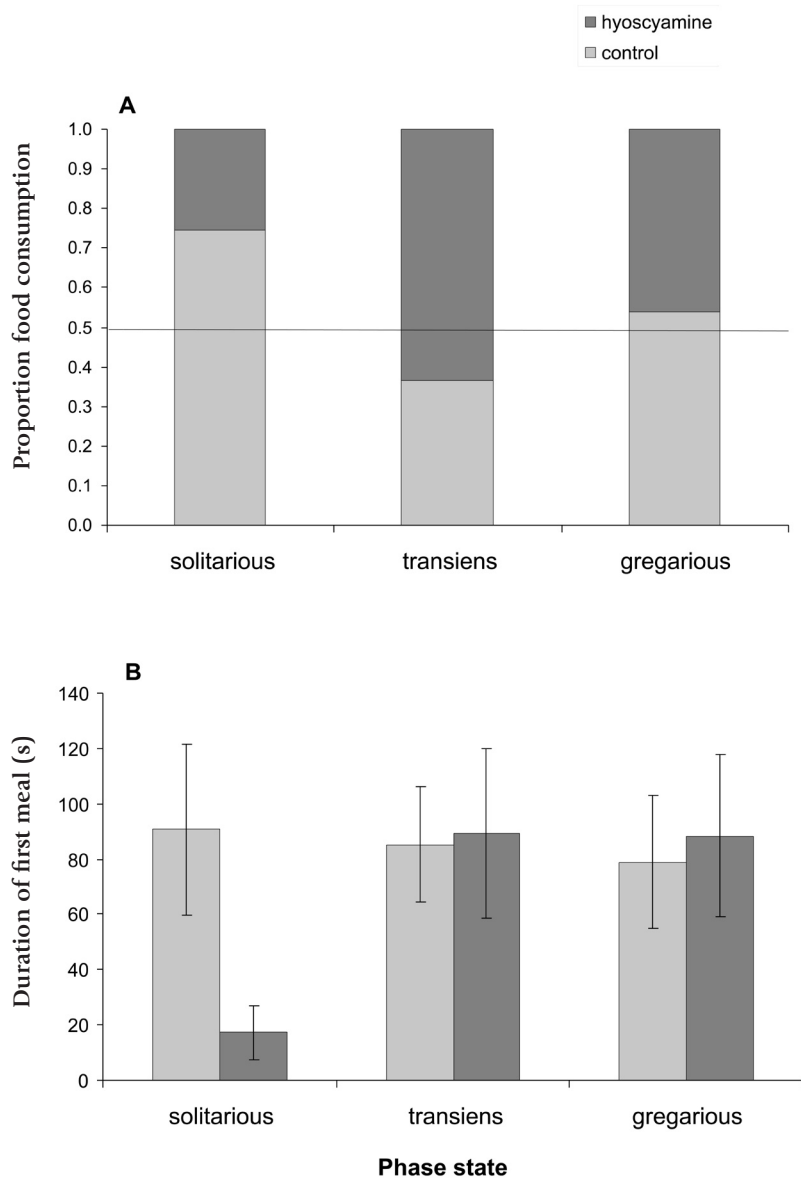 hyoscyamine
control
A
Proportion food consumption
1.0
0.9
0.8
0.7
0.6
0.5
0.4
0.3
0.2
0.1
0.0
solitarious transiens gregarious
B
Duration of first meal (s)
140
120
100
80
60
40
20
0
solitarious transiens gregarious
Phase state